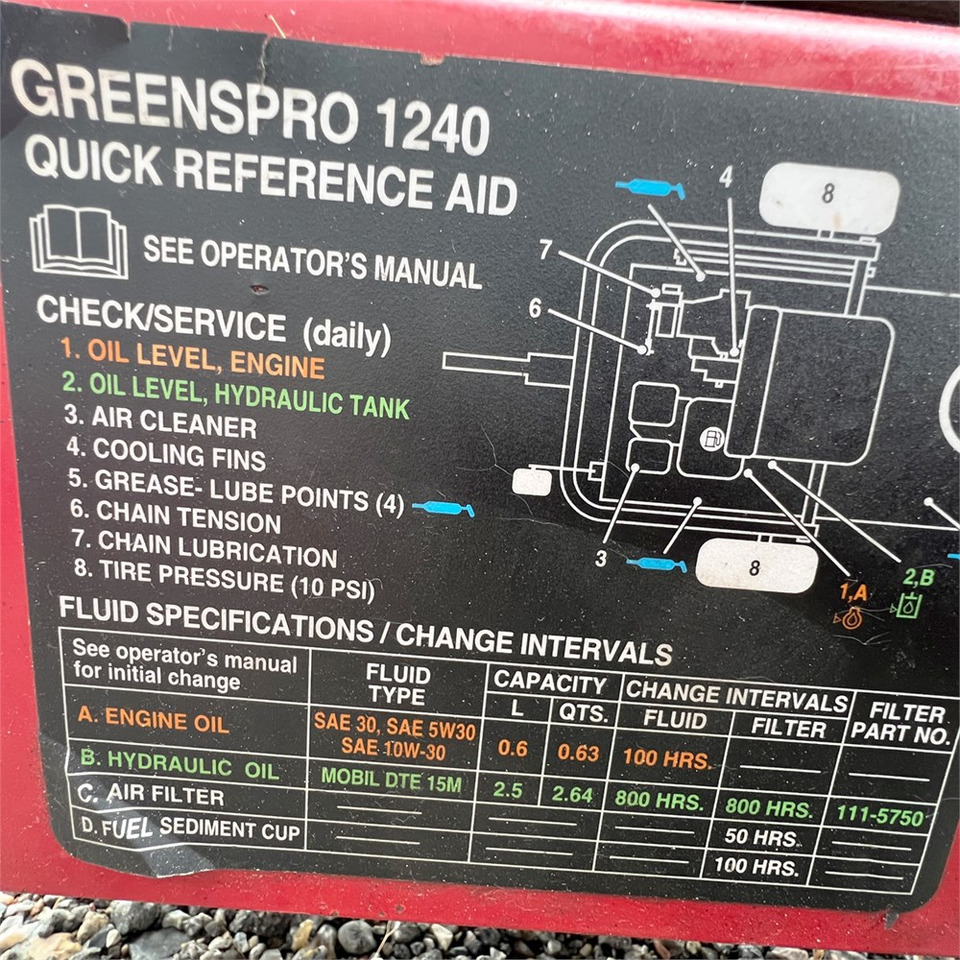 GREENSPRO 1240
QUICK REFERENCE AID
SEE OPERATOR'S MANUAL
CHECK/SERVICE (daily)
1. OIL LEVEL, ENGINE
2. OIL LEVEL, HYDRAULIC TANK
3. AIR CLEANER
4. COOLING FINS
5. GREASE- LUBE POINTS (4)
6. CHAIN TENSION
7. CHAIN LUBRICATION
8. TIRE PRESSURE (10 PSI)
4
8
7
6
3
8
1,A
2,B
FLUID SPECIFICATIONS / CHANGE INTERVALS
See operator's manual
for initial change
FLUID
TYPE
CAPACITY
L QTS.
CHANGE INTERVALS
FLUID FILTER
FILTER
PART NO.
A. ENGINE OIL SAE 30, SAE 5W30 SAE 10W-30 0.6 0.63 100 HRS.
B. HYDRAULIC OIL MOBIL DTE 15M 2.5 2.64 800 HRS. 800 HRS. 111-5750
C. AIR FILTER 50 HRS.
D. FUEL SEDIMENT CUP 100 HRS.